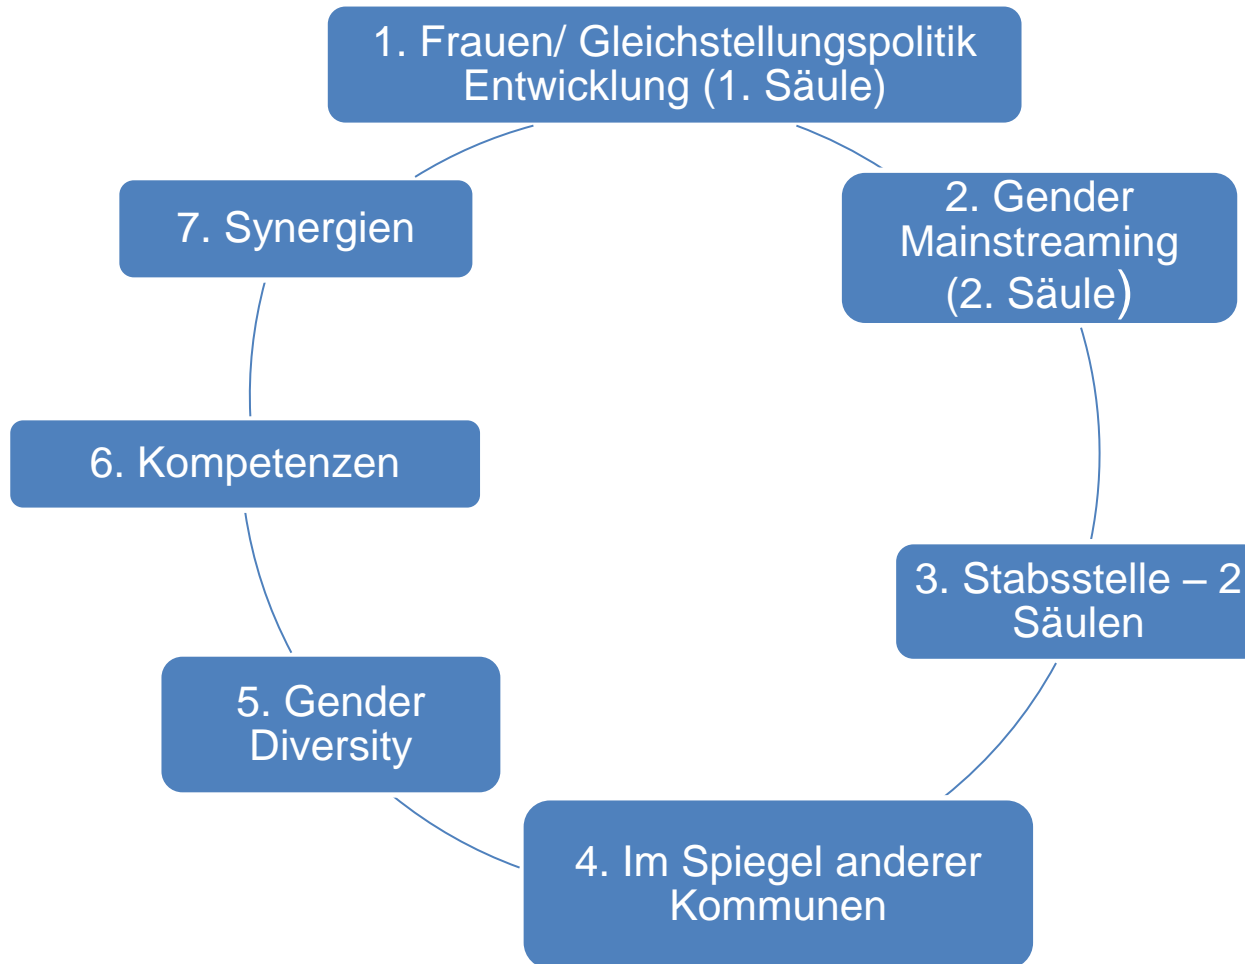 1. Frauen/ Gleichstellungspolitik
Entwicklung (1. Säule)
2. Gender
Mainstreaming
(2. Säule)
3. Stabsstelle – 2
Säulen
4. Im Spiegel anderer
Kommunen
5. Gender
Diversity
6. Kompetenzen
7. Synergien